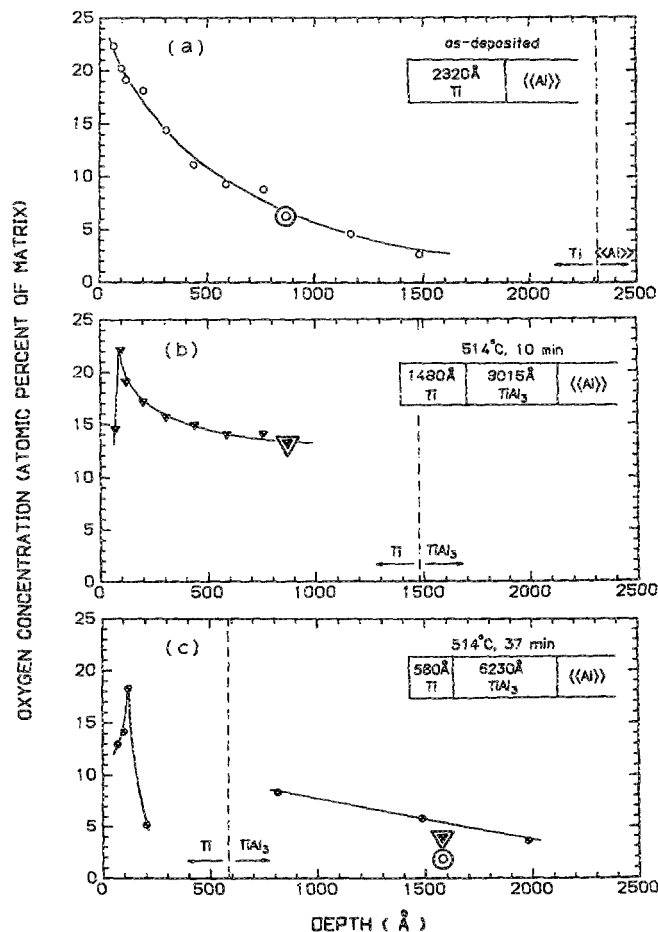 OXYGEN CONCENTRATION (ATOMIC PERCENT OF MATRIX)
25
20
15
10
5
0
(a)
as-deposited
2320Å
Ti
⟨⟨Al⟩⟩
Ti
⟨⟨Al⟩⟩
0
500
1000
1500
2000
2500
25
20
15
10
5
0
(b)
514°C, 10 min
1480Å
Ti
9015Å
TiAl₃
⟨⟨Al⟩⟩
Ti
TiAl₃
0
500
1000
1500
2000
2500
25
20
15
10
5
0
(c)
514°C, 37 min
580Å
Ti
6230Å
TiAl₃
⟨⟨Al⟩⟩
Ti
TiAl₃
0
500
1000
1500
2000
2500
DEPTH (Å)